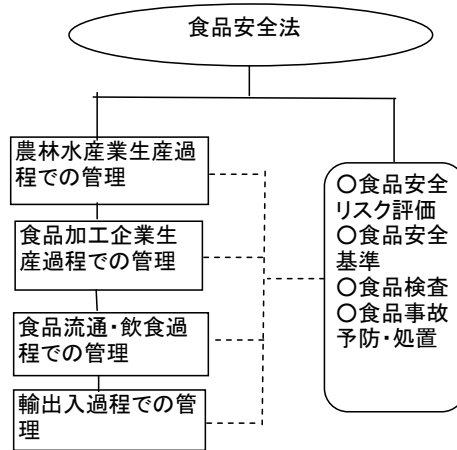 食品安全法
農林水産業生産過
程での管理
食品加工企業生
産過程での管理
食品流通・飲食過
程での管理
輸出入過程での管
理
〇食品安全
リスク評価
〇食品安全
基準
〇食品検査
〇食品事故
予防・処置